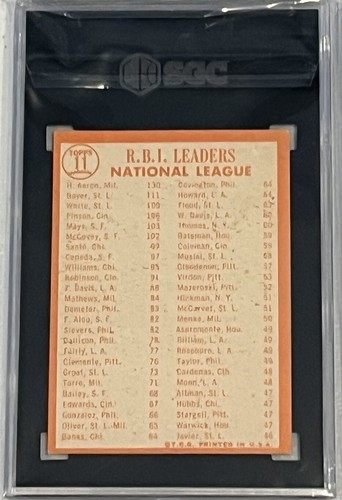 SGC
TOPPS
11
R.B.I. LEADERS
NATIONAL LEAGUE
H. Aaron, Mil. 130
Boyer, St. L. 111
White, St. L. 109
Pinson, Cin. 106
Mays, S. F. 103
McCovey, S. F. 102
Santo, Chi. 99
Cepeda, S. F. 97
Williams, Chi. 95
Robinson, Cin. 91
J. Davis, L. A. 88
Mathews, Mil. 84
Demeter, Phil. 83
F. Alou, S. F. 82
Sievers, Phil. 82
Callison, Phil. 78
Fairly, L. A. 77
Clemente, Pitt. 76
Groat, St. L. 73
Torre, Mil. 71
Bailey, S. F. 68
Edwards, Cin. 67
Gonzalez, Phil. 66
Oliver, St. L.-Mil. 65
Banks, Chi. 64
Covington, Phil. 64
Howard, L. A. 64
Flood, St. L.
W. Davis, L. A. 60
Thomas, N. Y. 60
Bateman, Hou. 59
Coleman, Cin. 59
Musial, St. L. 58
Clendenon, Pitt. 57
Virdon, Pitt. 53
Mazeroski, Pitt. 52
Hickman, N. Y. 51
McCarver, St. L. 51
Menke, Mil. 50
Aspromonte, Hou. 49
Gilliam, L. A. 49
Roseboro, L. A. 49
Taylor, Phil. 49
Cardenas, Cin. 48
Moon, L. A. 48
Altman, St. L. 47
Hubbs, Chi. 47
Stargell, Pitt. 47
Warwick, Hou. 47
Javier, St. L. 46
©T.C.G. PRINTED IN U.S.A.